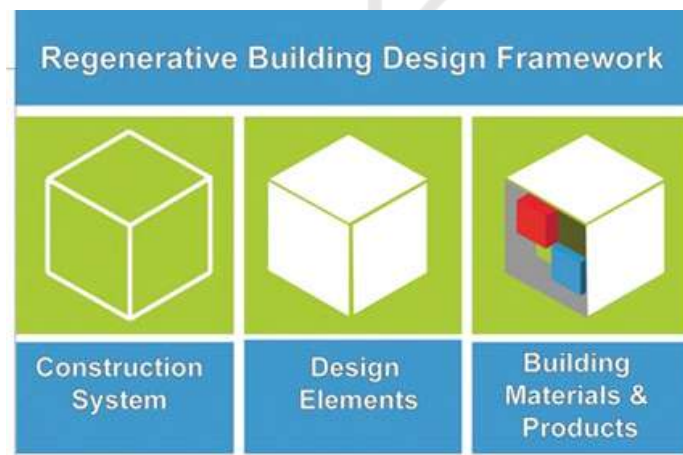 Regenerative Building Design Framework
Construction
System
Design
Elements
Building
Materials &
Products